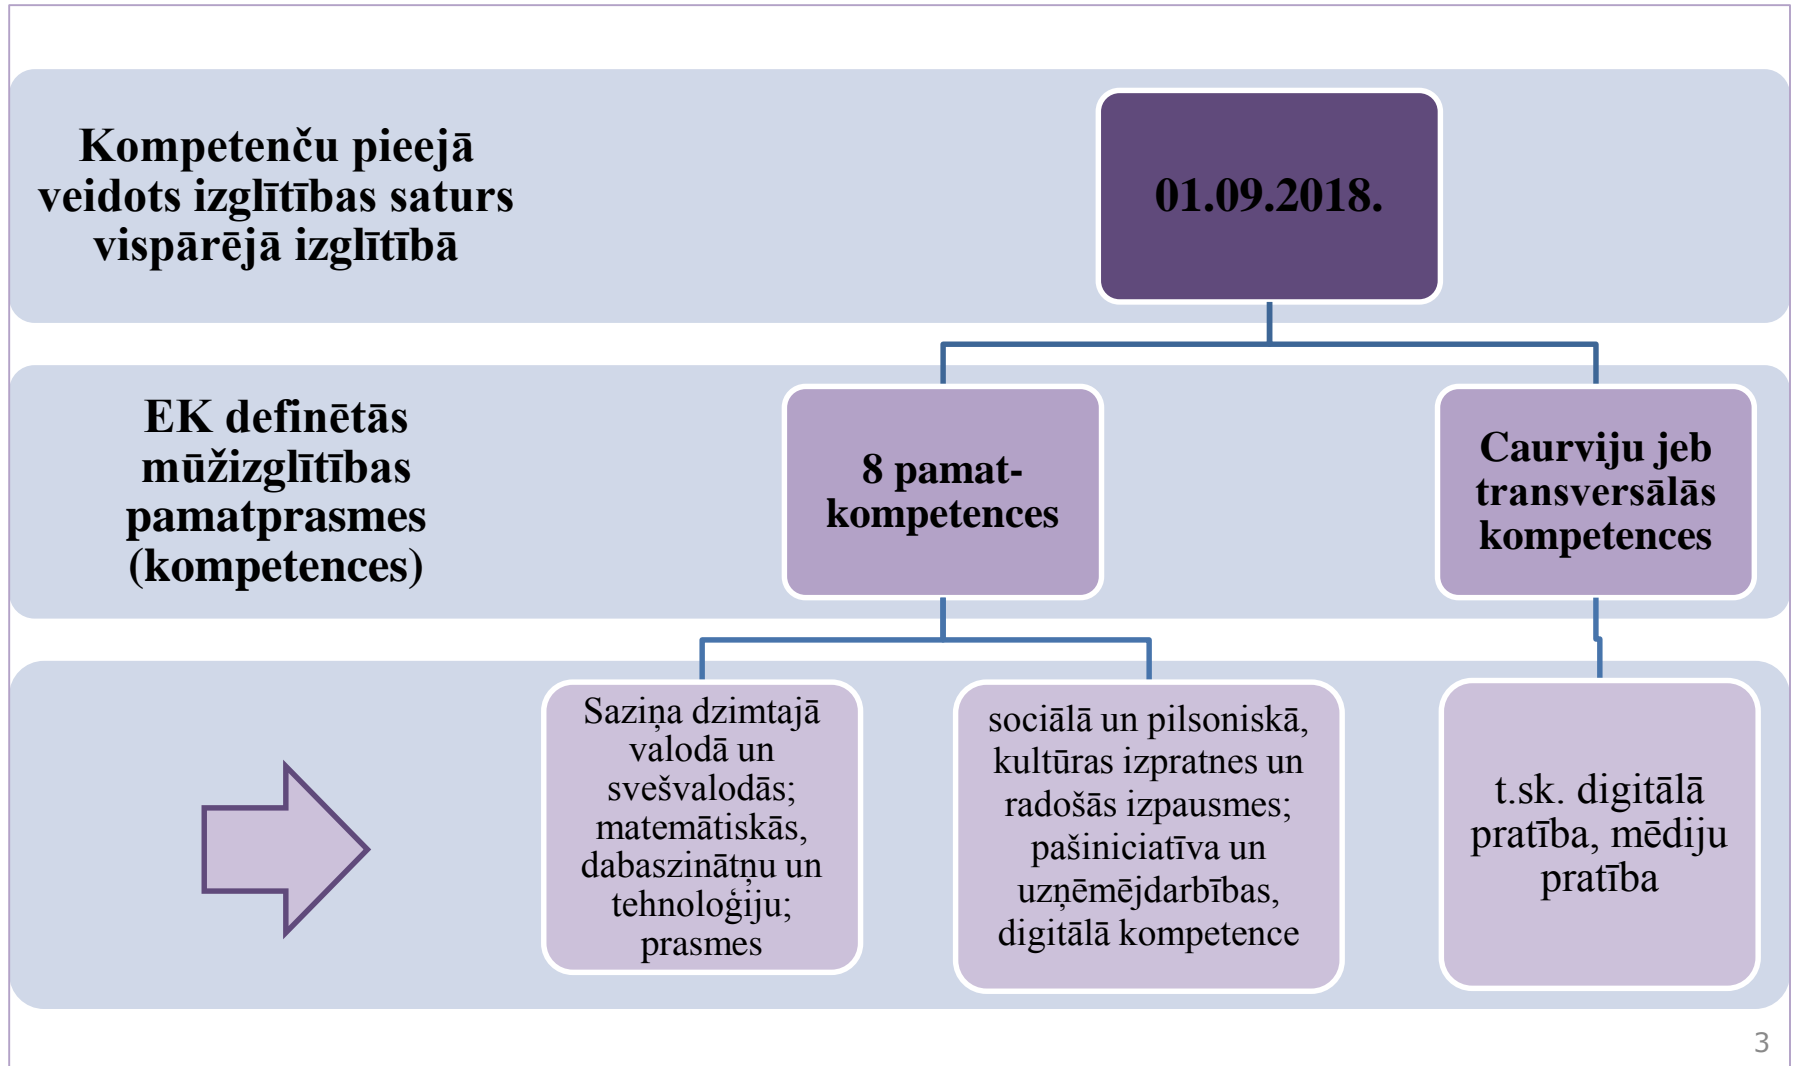 Kompetenču pieejā
veidots izglītības saturs
vispārējā izglītībā
01.09.2018.
EK definētās
mūžizglītības
pamatprasmes
(kompetences)
8 pamat-
kompetences
Caurviju jeb
transversālās
kompetences
Saziņa dzimtajā
valodā un
svešvalodās;
matemātiskās,
dabaszinātņu un
tehnoloģiju;
prasmes
sociālā un pilsoniskā,
kultūras izpratnes un
radošās izpausmes;
pašiniciatīva un
uzņēmējdarbības,
digitālā kompetence
t.sk. digitālā
pratība, mēdiju
pratība
3